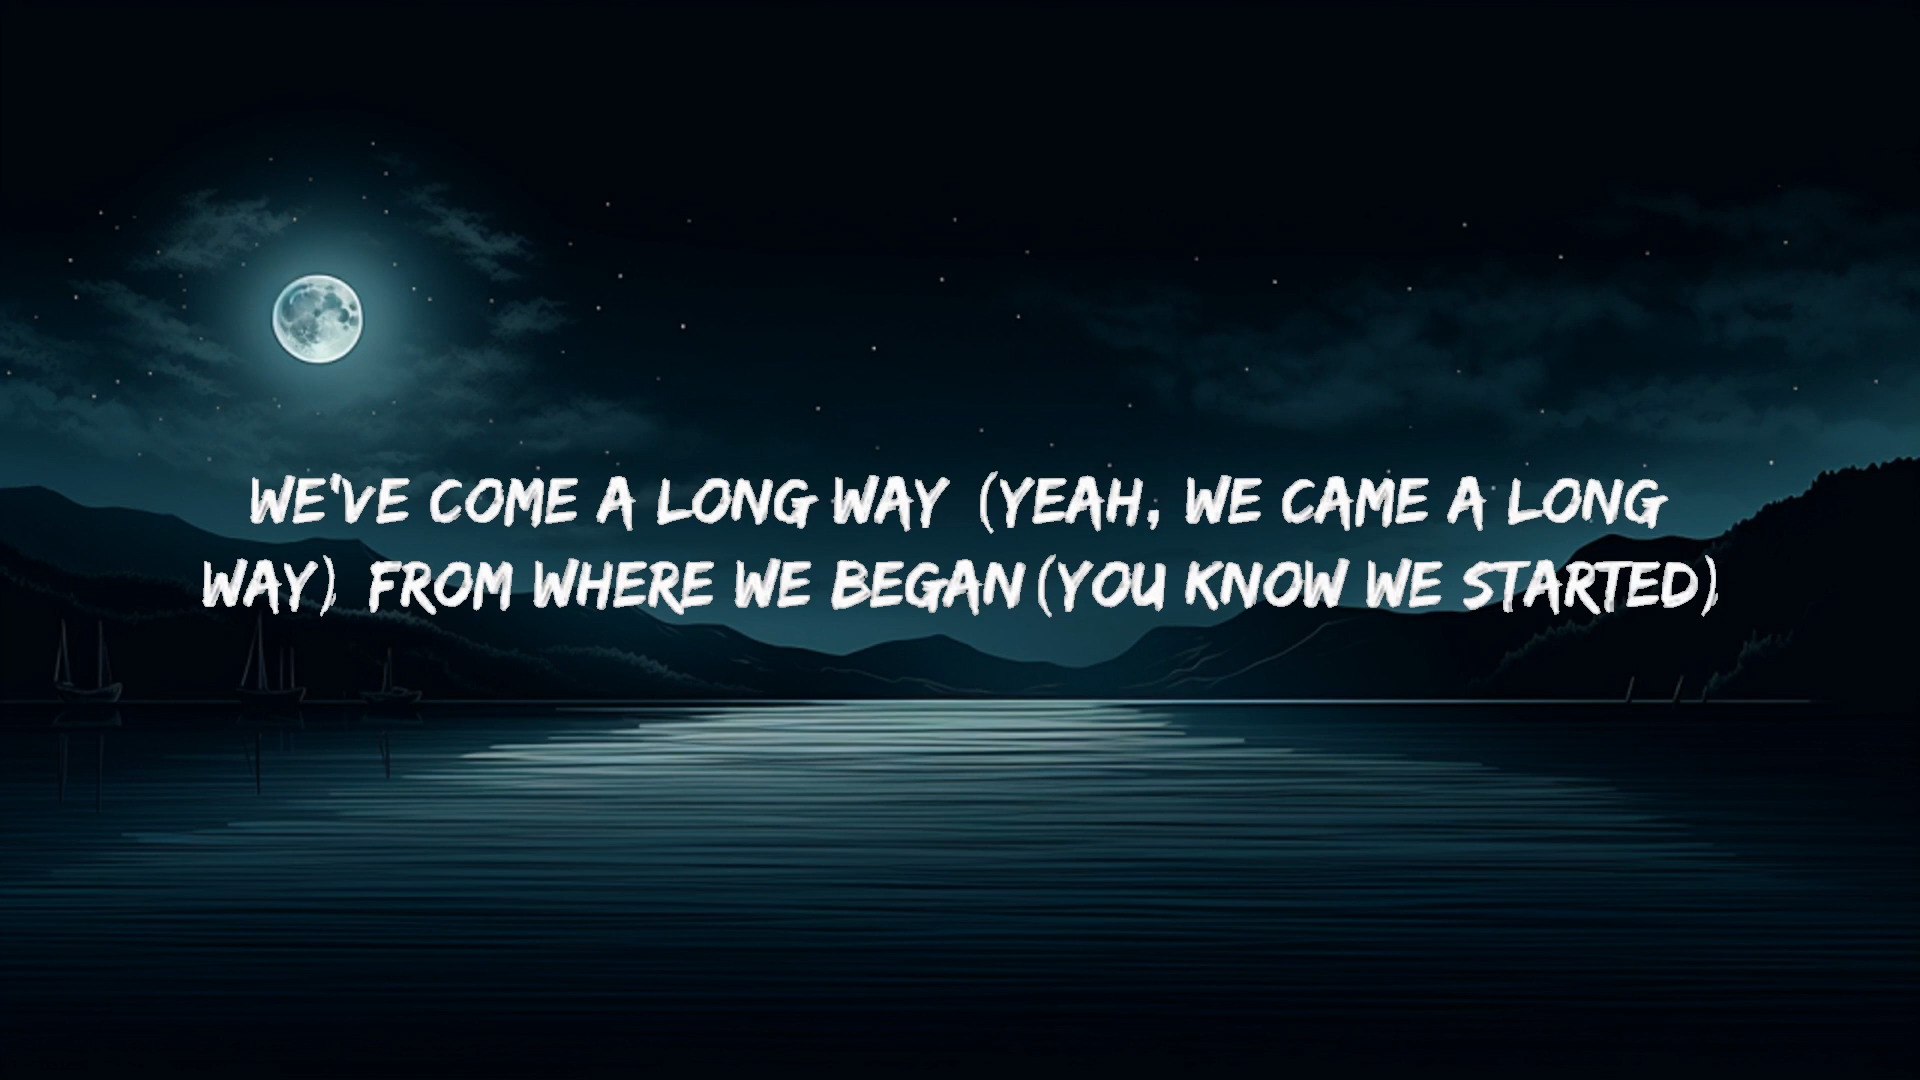 WE'VE COME A LONG WAY (YEAH, WE CAME A LONG
WAY) FROM WHERE WE BEGAN (YOU KNOW WE STARTED)